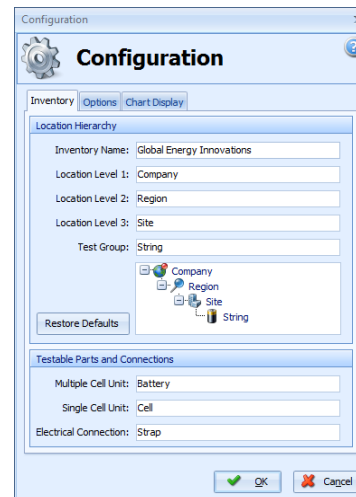 Configuration
Configuration
Inventory Options Chart Display
Location Hierarchy
Inventory Name: Global Energy Innovations
Location Level 1: Company
Location Level 2: Region
Location Level 3: Site
Test Group: String
Company
Region
Site
String
Restore Defaults
Testable Parts and Connections
Multiple Cell Unit: Battery
Single Cell Unit: Cell
Electrical Connection: Strap
OK Cancel